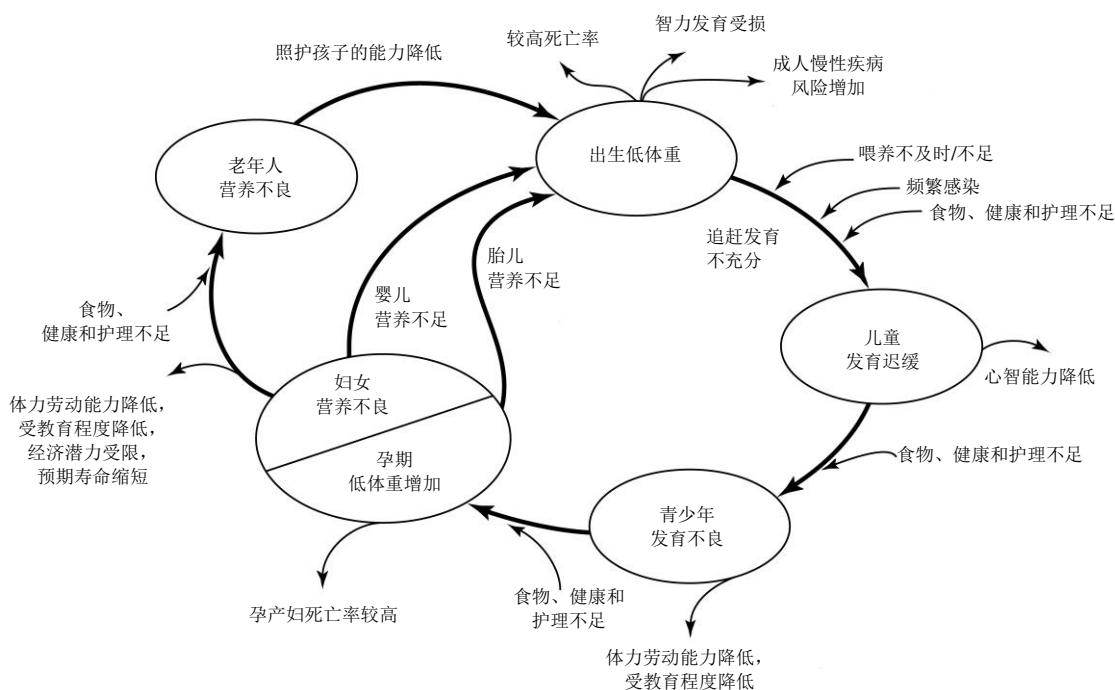 智力发育受损
较高死亡率
照护孩子的能力降低
成人慢性疾病
风险增加
出生低体重
喂养不及时/不足
老年人
营养不良
频繁感染
食物、健康和护理不足
追赶发育
不充分
胎儿
营养不足
婴儿
营养不足
食物、
健康和护理不足
儿童
发育迟缓
心智能力降低
妇女
营养不良
体力劳动能力降低，
受教育程度降低，
经济潜力受限，
预期寿命缩短
孕期
低体重增加
食物、健康和护理不足
青少年
发育不良
孕产妇死亡率较高
食物、健康和
护理不足
体力劳动能力降低，
受教育程度降低